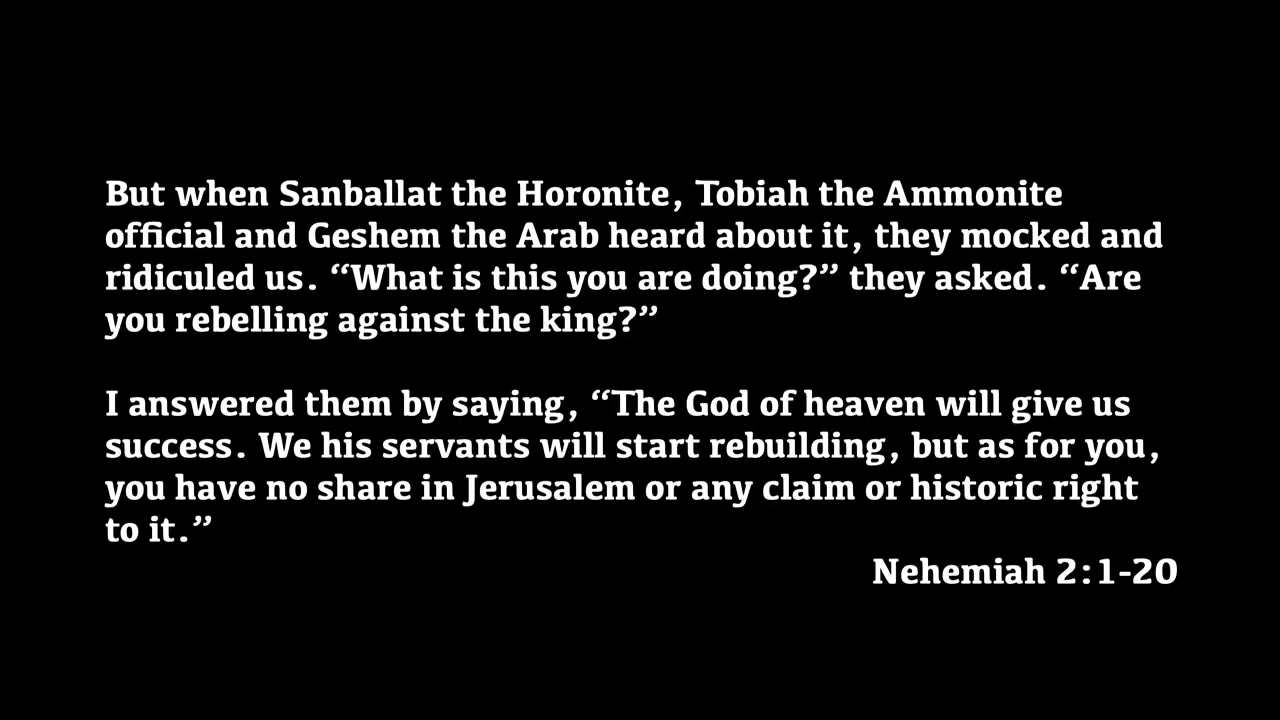 But when Sanballat the Horonite, Tobiah the Ammonite
official and Geshem the Arab heard about it, they mocked and
ridiculed us. “What is this you are doing?” they asked. “Are
you rebelling against the king?”
I answered them by saying, “The God of heaven will give us
success. We his servants will start rebuilding, but as for you,
you have no share in Jerusalem or any claim or historic right
to it.”
Nehemiah 2:1-20